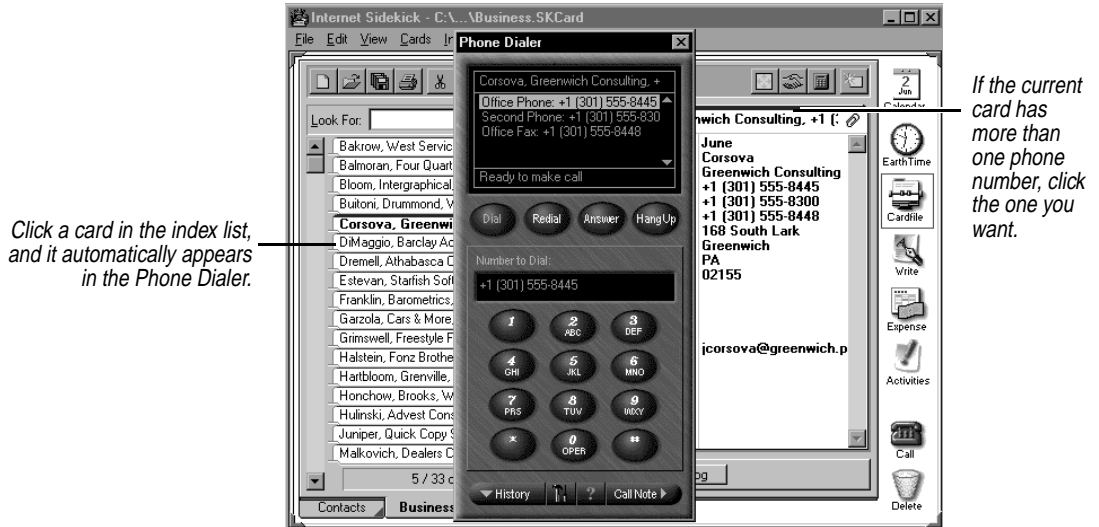 Internet Sidekick - C:\...\Business.SKCard
File Edit View Cards
Phone Dialer
Corsova, Greenwich Consulting, +
Office Phone: +1 (301) 555-8445
Second Phone: +1 (301) 555-830
Office Fax: +1 (301) 555-8448
Ready to make call
Dial Redial Answer HangUp
Number to Dial:
+1 (301) 555-8445
1
2 ABC
3 DEF
4 GHI
5 JKL
6 MNO
7 PRS
8 TUV
9 WXY
*
0 OPER
#
History ? Call Note
Look For:
Bakrow, West Servic
Balmoran, Four Quart
Bloom, Intergraphical,
Buitoni, Drummond, V
Corsova, Greenwi
DiMaggio, Barclay Ac
Dremell, Athabasca C
Estevan, Starfish Soft
Franklin, Barometrics,
Garzola, Cars & More,
Grimswell, Freestyle F
Halstein, Fonz Brothe
Hartbloom, Grenville,
Honchow, Brooks, W
Hulinski, Advest Cons
Juniper, Quick Copy S
Malkovich, Dealers C
5 / 33 c
Contacts Business
nwich Consulting, +1 (
June
Corsova
Greenwich Consulting
+1 (301) 555-8445
+1 (301) 555-8300
+1 (301) 555-8448
168 South Lark
Greenwich
PA
02155
jcorsova@greenwich.p
og
2
Jun
Calendar
EarthTime
Cardfile
Write
Expense
Activities
Call
Delete
Click a card in the index list,
and it automatically appears
in the Phone Dialer.
If the current
card has
more than
one phone
number, click
the one you
want.